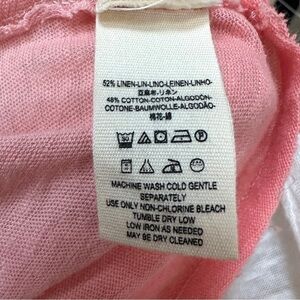 52% LINEN-LIN-LINO-LEINEN-LINHO-
亞麻布-リネン
48% COTTON-COTON-ALGODON-
COTONE-BAUMWOLLE-ALGODÃO-
棉花-綿
MACHINE WASH COLD GENTLE
SEPARATELY
USE ONLY NON-CHLORINE BLEACH
TUMBLE DRY LOW
LOW IRON AS NEEDED
MAY BE DRY CLEANED